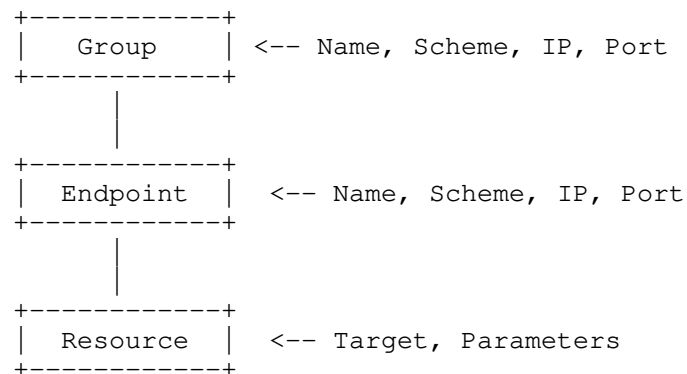 Group <-- Name, Scheme, IP, Port
Endpoint <-- Name, Scheme, IP, Port
Resource <-- Target, Parameters